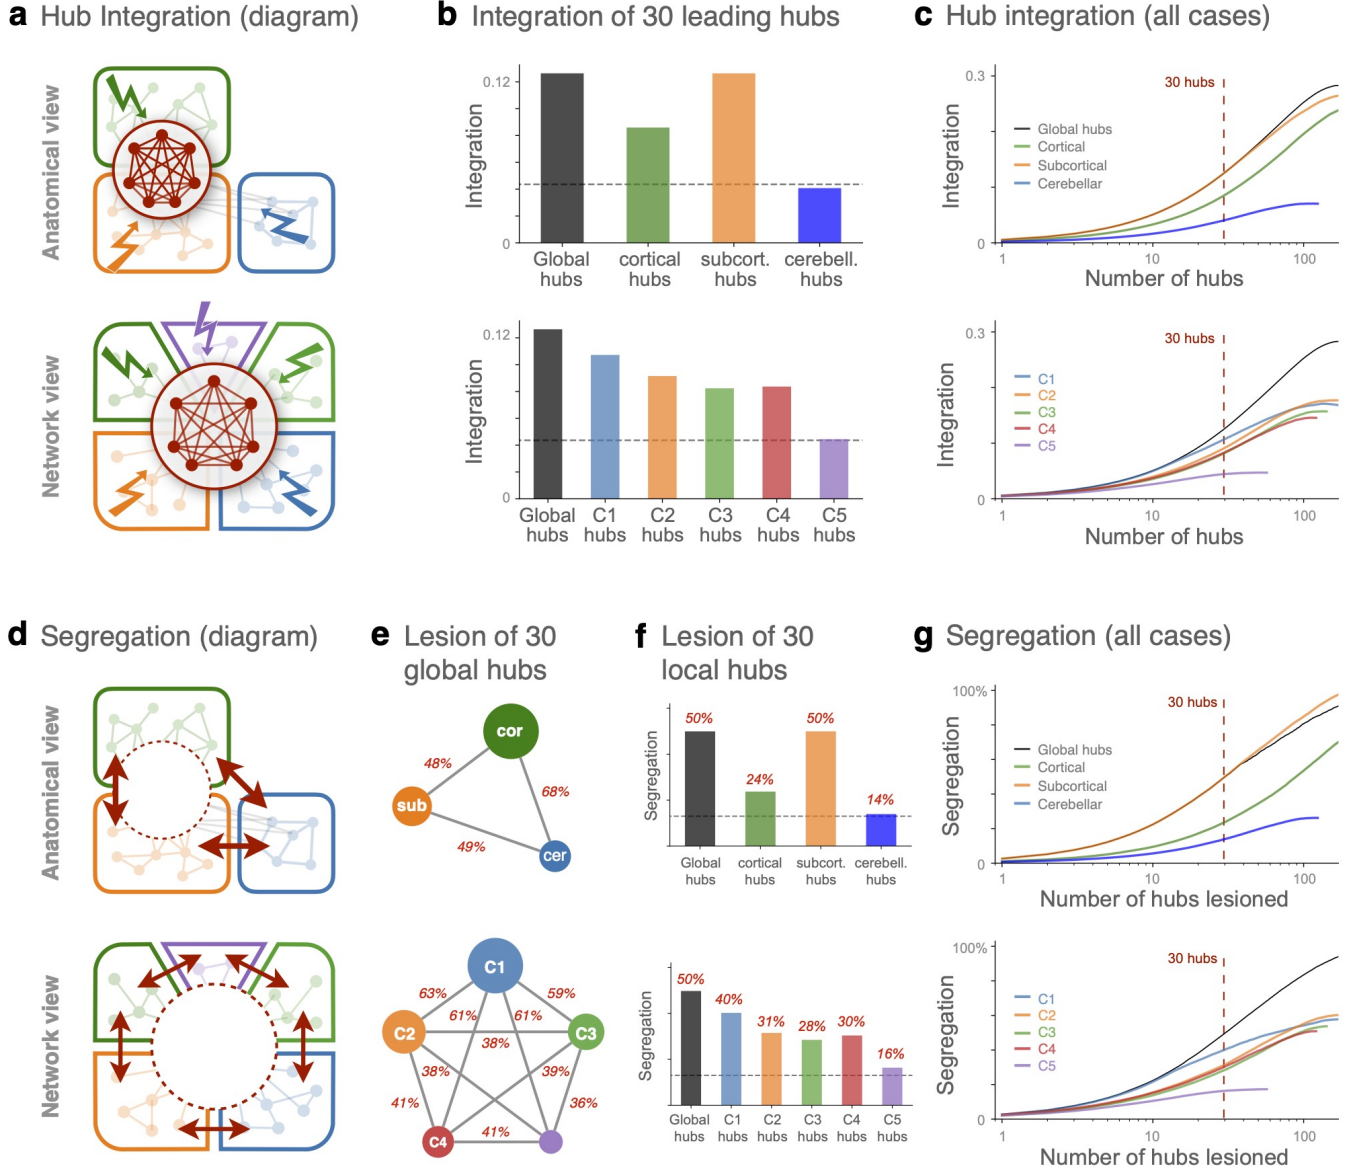 a Hub Integration (diagram)
Anatomical view
Network view
b Integration of 30 leading hubs
0.12
Integration
0
Global hubs
cortical hubs
subcort. hubs
cerebell. hubs
0.12
Integration
0
Global hubs
C1 hubs
C2 hubs
C3 hubs
C4 hubs
C5 hubs
c Hub integration (all cases)
0.3
30 hubs
Integration
Global hubs
Cortical
Subcortical
Cerebellar
0
1 10 100
Number of hubs
0.3
30 hubs
Integration
C1
C2
C3
C4
C5
0
1 10 100
Number of hubs
d Segregation (diagram)
Anatomical view
Network view
e Lesion of 30
global hubs
cor
48%
68%
sub
49%
cer
C1
63%
59%
61%
61%
C2
C3
38%
38%
39%
41%
36%
41%
C4
f Lesion of 30
local hubs
50%
50%
24%
14%
Segregation
Global hubs
cortical hubs
subcort. hubs
cerebell. hubs
50%
40%
31%
28%
30%
16%
Segregation
Global hubs
C1 hubs
C2 hubs
C3 hubs
C4 hubs
C5 hubs
g Segregation (all cases)
100%
30 hubs
Segregation
Global hubs
Cortical
Subcortical
Cerebellar
0
1 10 100
Number of hubs lesioned
100%
30 hubs
Segregation
C1
C2
C3
C4
C5
0
1 10 100
Number of hubs lesioned